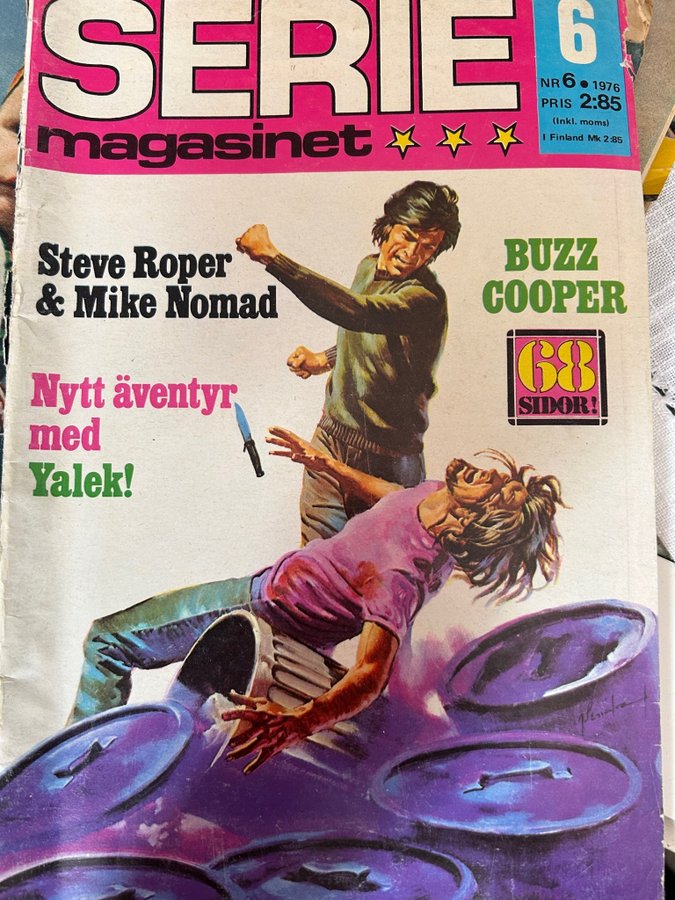 SERIE
magasinet
6
NR 6 • 1976
PRIS 2:85
(Inkl. moms)
I Finland Mk 2:85
Steve Roper
& Mike Nomad
BUZZ
COOPER
68
SIDOR!
Nytt äventyr
med
Yalek!